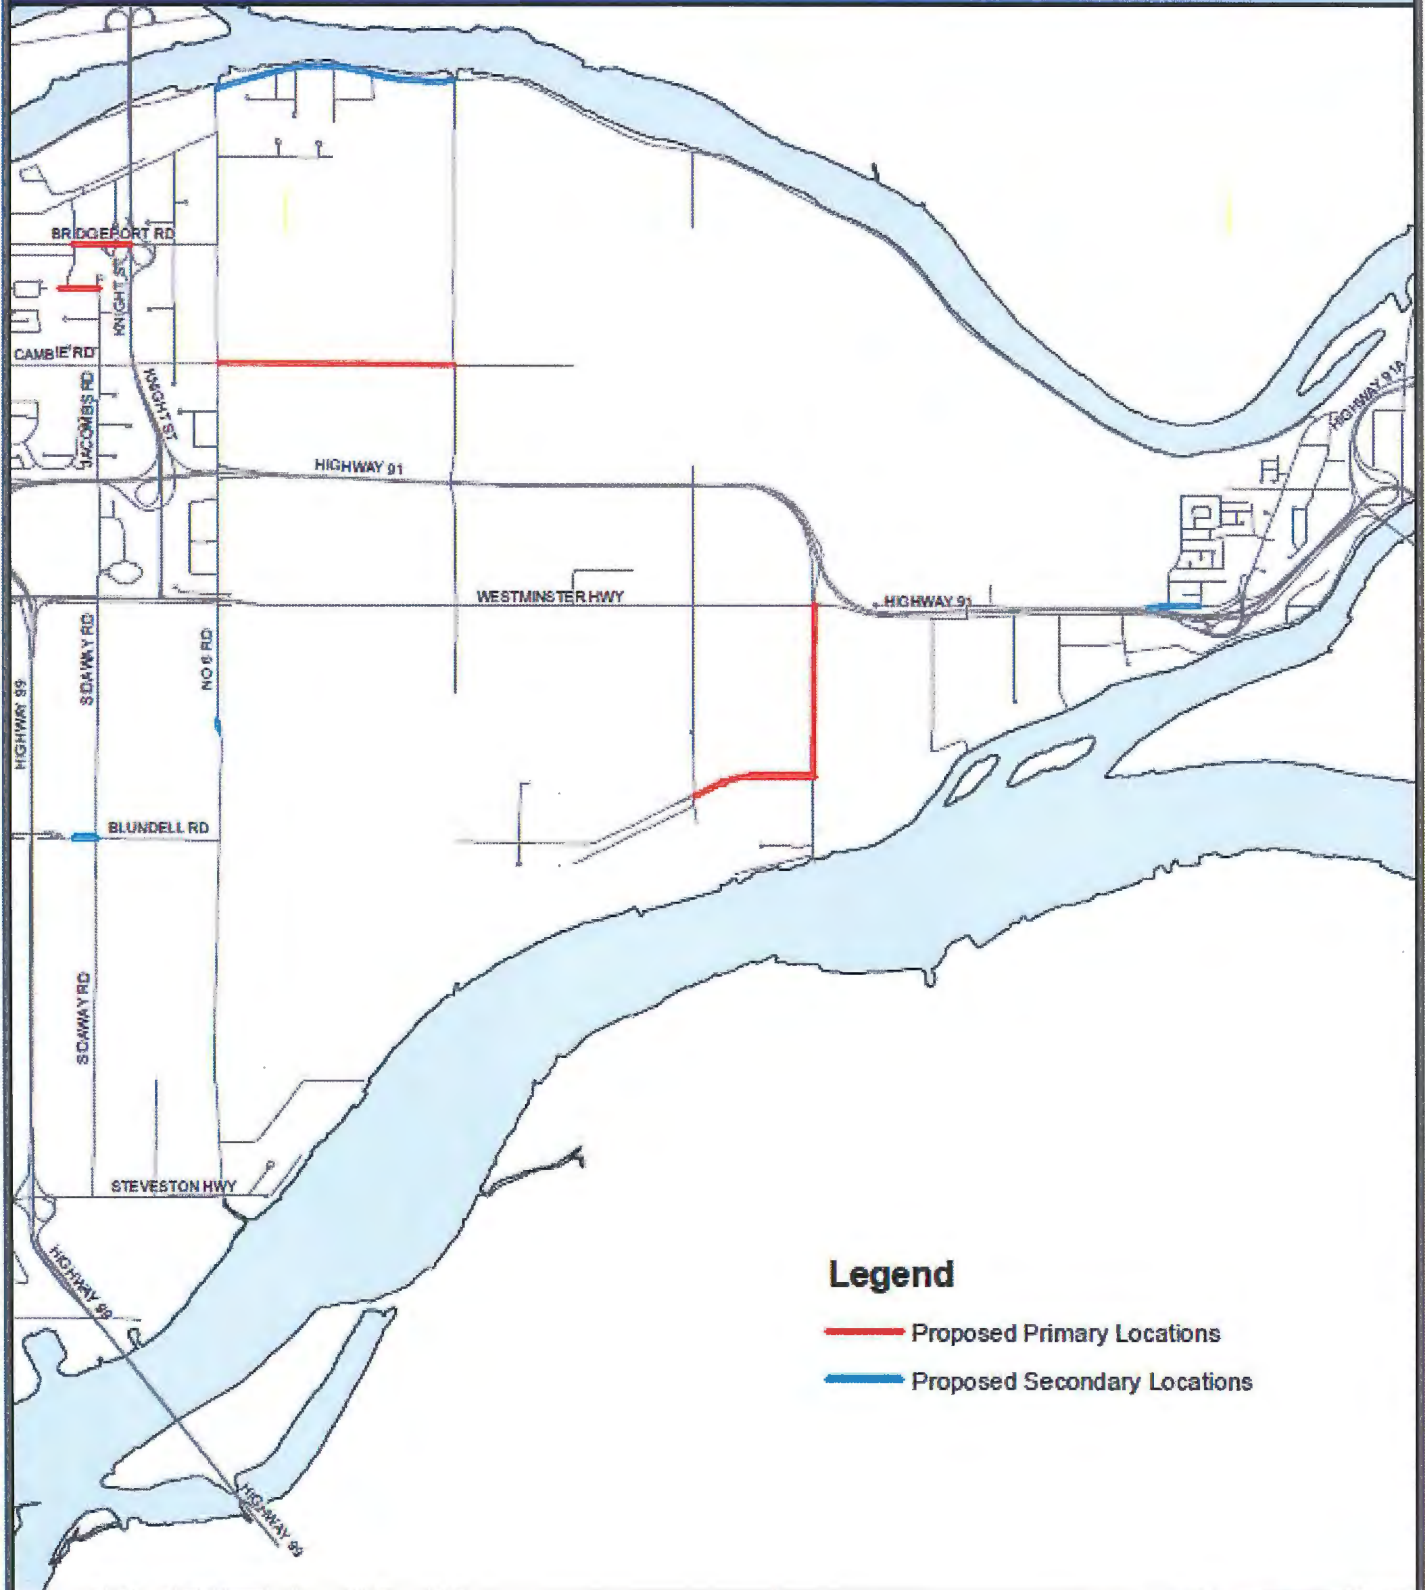 BRIDGEPORT RD
KNIGHT ST
CAMBIE RD
JACOMBS RD
KNIGHT ST
HIGHWAY 91
HIGHWAY 91A
WESTMINSTER HWY
HIGHWAY 91
SIDAWAY RD
NO 6 RD
HIGHWAY 99
BLUNDELL RD
SIDAWAY RD
STEVESTON HWY
HIGHWAY 99
Legend
Proposed Primary Locations
Proposed Secondary Locations
HIGHWAY 99